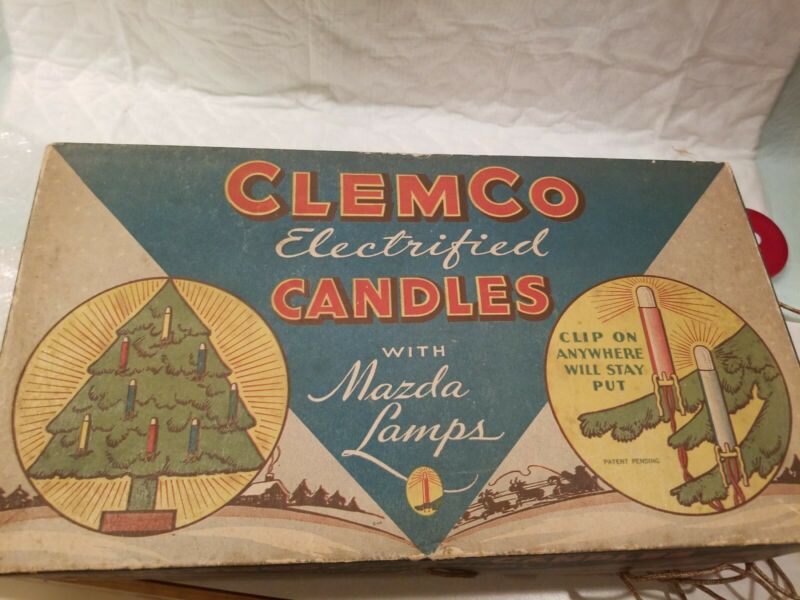 CLEMCO
Electrified
CANDLES
WITH
Mazda
Lamps
CLIP ON
ANYWHERE
WILL STAY
PUT
PATENT PENDING